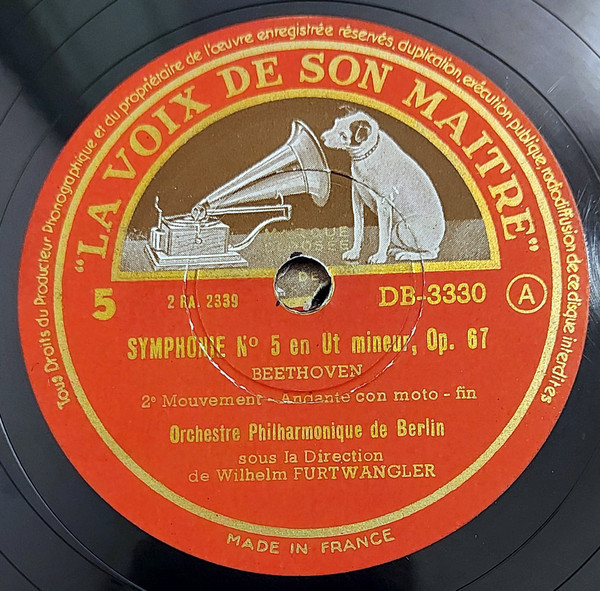 Tous Droits du Producteur Phonographique et du propriétaire de l'œuvre enregistrée réservés, duplication, exécution publique, radiodiffusion de ce disque interdites
"LA VOIX DE SON MAITRE"
MARQUE
DÉPOSÉE
DE
5
2 RA. 2339
DB-3330
A
SYMPHONIE No 5 en Ut mineur, Op. 67
BEETHOVEN
2e Mouvement - Andante con moto - fin
Orchestre Philharmonique de Berlin
sous la Direction
de Wilhelm FURTWANGLER
MADE IN FRANCE